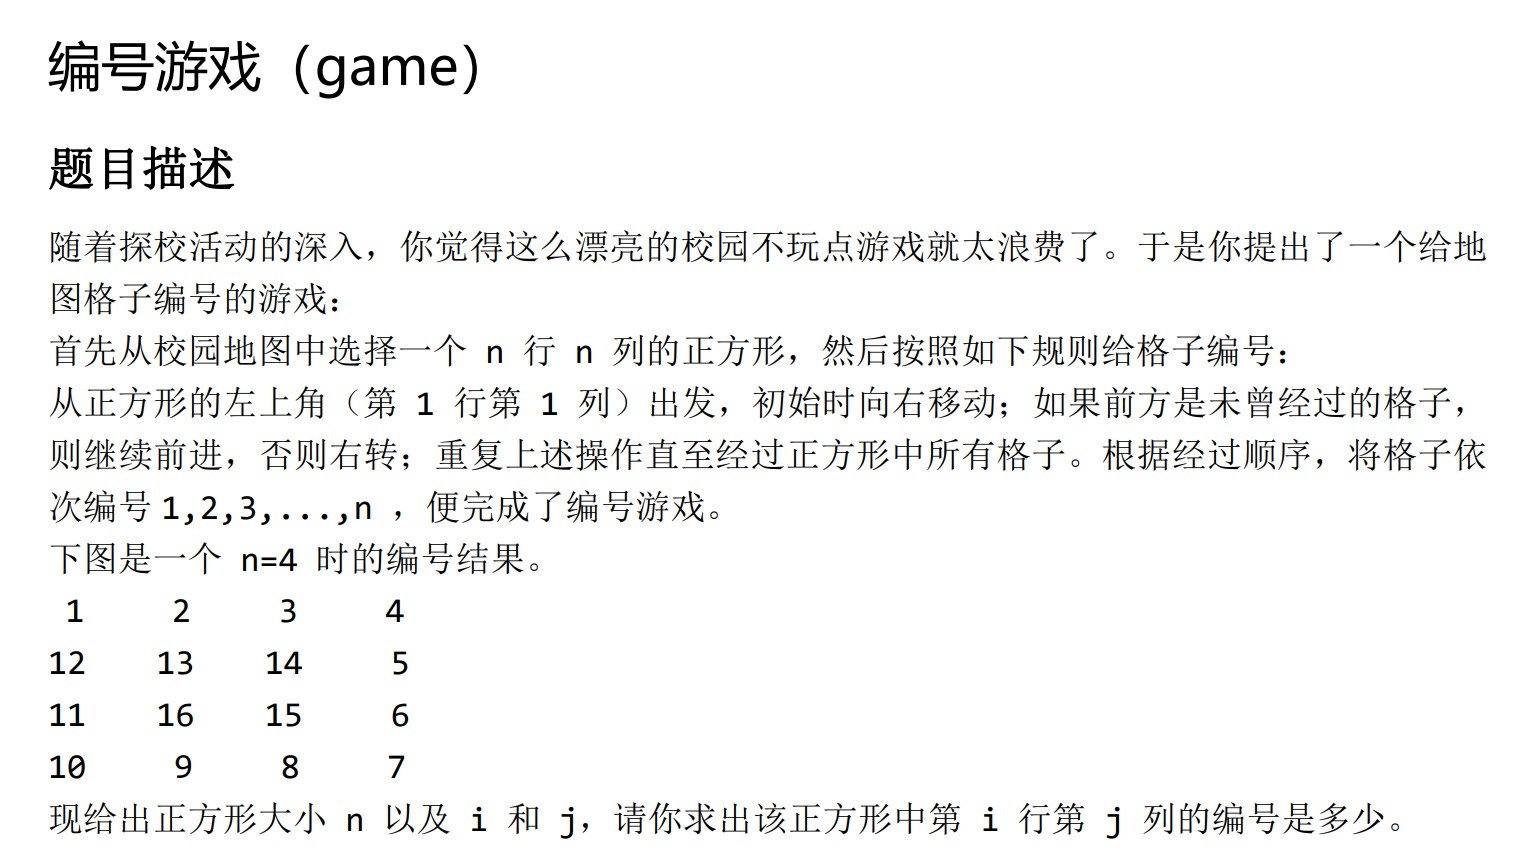 编号游戏（game）
题目描述
随着探校活动的深入，你觉得这么漂亮的校园不玩点游戏就太浪费了。于是你提出了一个给地
图格子编号的游戏：
首先从校园地图中选择一个 n 行 n 列的正方形，然后按照如下规则给格子编号：
从正方形的左上角（第 1 行第 1 列）出发，初始时向右移动；如果前方是未曾经过的格子，
则继续前进，否则右转；重复上述操作直至经过正方形中所有格子。根据经过顺序，将格子依
次编号1,2,3,...,n ，便完成了编号游戏。
下图是一个 n=4 时的编号结果。
1 2 3 4
12 13 14 5
11 16 15 6
10 9 8 7
现给出正方形大小 n 以及 i 和 j，请你求出该正方形中第 i 行第 j 列的编号是多少。